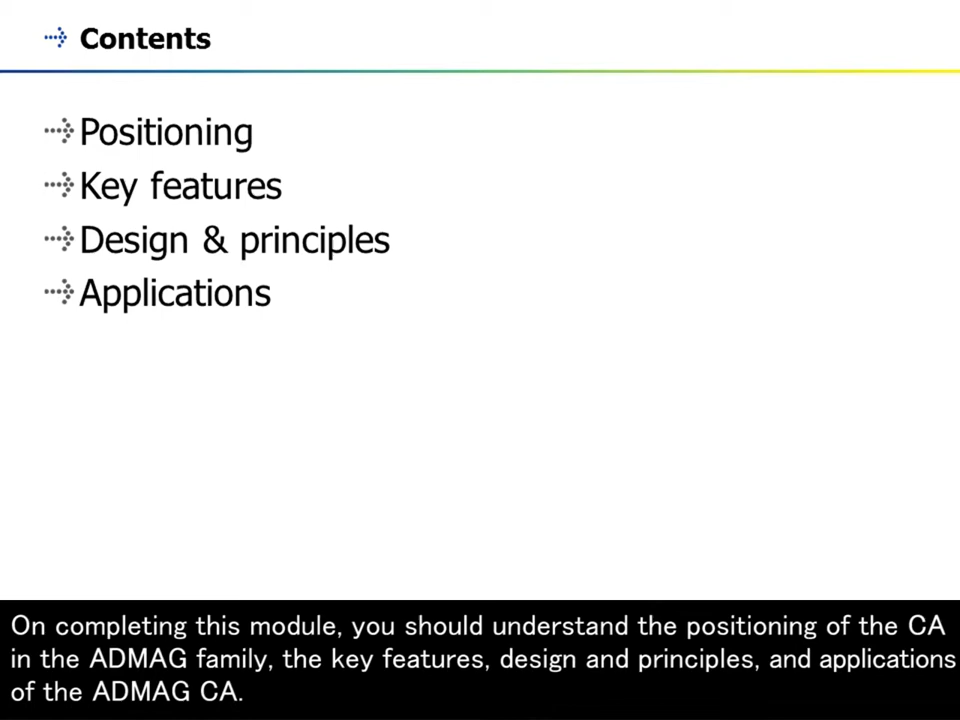 Contents
Positioning
Key features
Design & principles
Applications
On completing this module, you should understand the positioning of the CA
in the ADMAG family, the key features, design and principles, and applications
of the ADMAG CA.